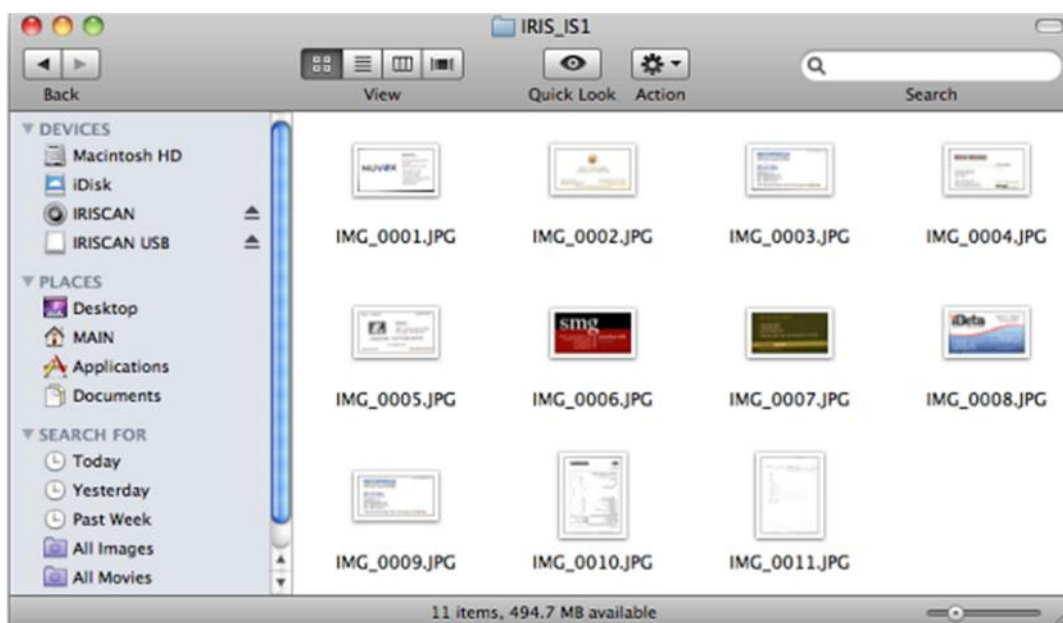 IRIS_IS1
Back
View
Quick Look
Action
Search
DEVICES
Macintosh HD
iDisk
IRISCAN
IRISCAN USB
PLACES
Desktop
MAIN
Applications
Documents
SEARCH FOR
Today
Yesterday
Past Week
All Images
All Movies
NUVOX
IMG_0001.JPG IMG_0002.JPG IMG_0003.JPG IMG_0004.JPG
smg
iData
IMG_0005.JPG IMG_0006.JPG IMG_0007.JPG IMG_0008.JPG
IMG_0009.JPG IMG_0010.JPG IMG_0011.JPG
11 items, 494.7 MB available